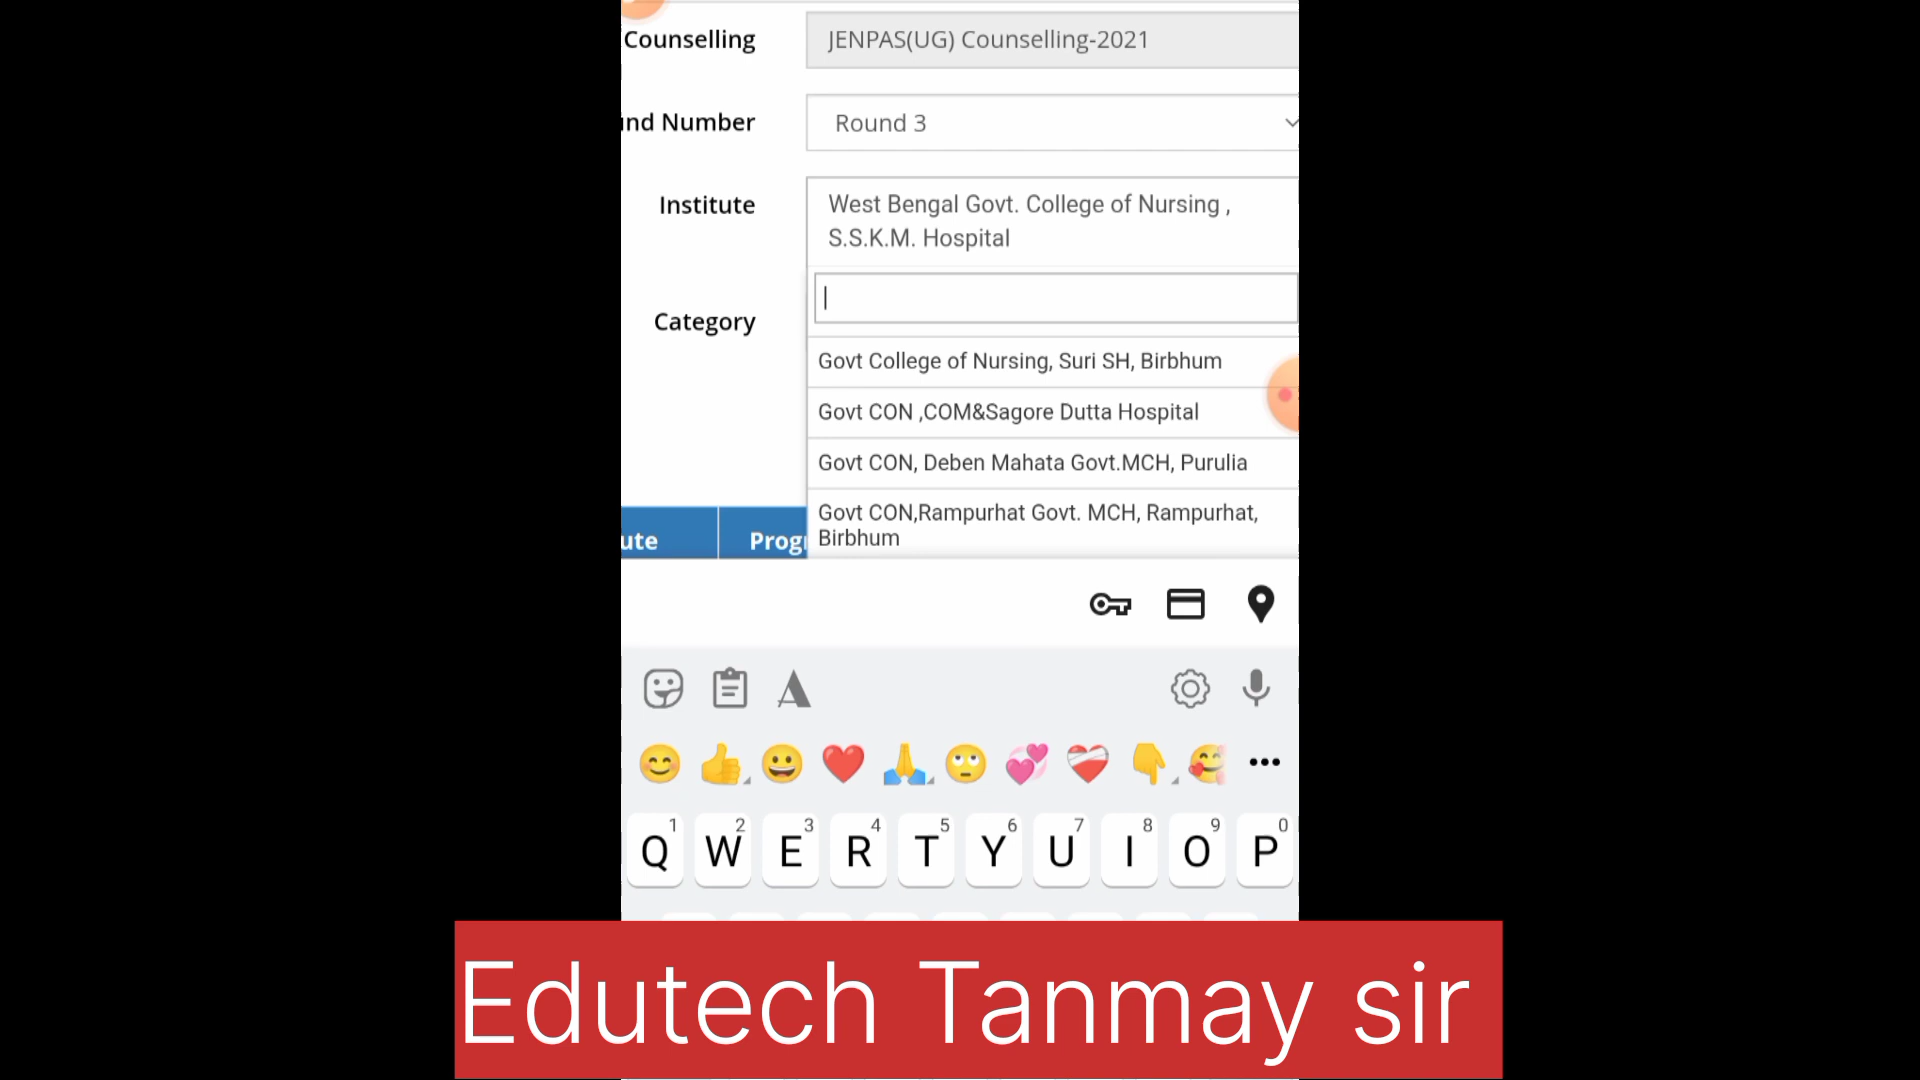 Counselling
JENPAS(UG) Counselling-2021
und Number
Round 3
Institute
West Bengal Govt. College of Nursing ,
S.S.K.M. Hospital
Category
Govt College of Nursing, Suri SH, Birbhum
Govt CON ,COM&Sagore Dutta Hospital
Govt CON, Deben Mahata Govt.MCH, Purulia
Govt CON,Rampurhat Govt. MCH, Rampurhat,
Birbhum
ute Progr
1 2 3 4 5 6 7 8 9 0
Q W E R T Y U I O P
Edutech Tanmay sir